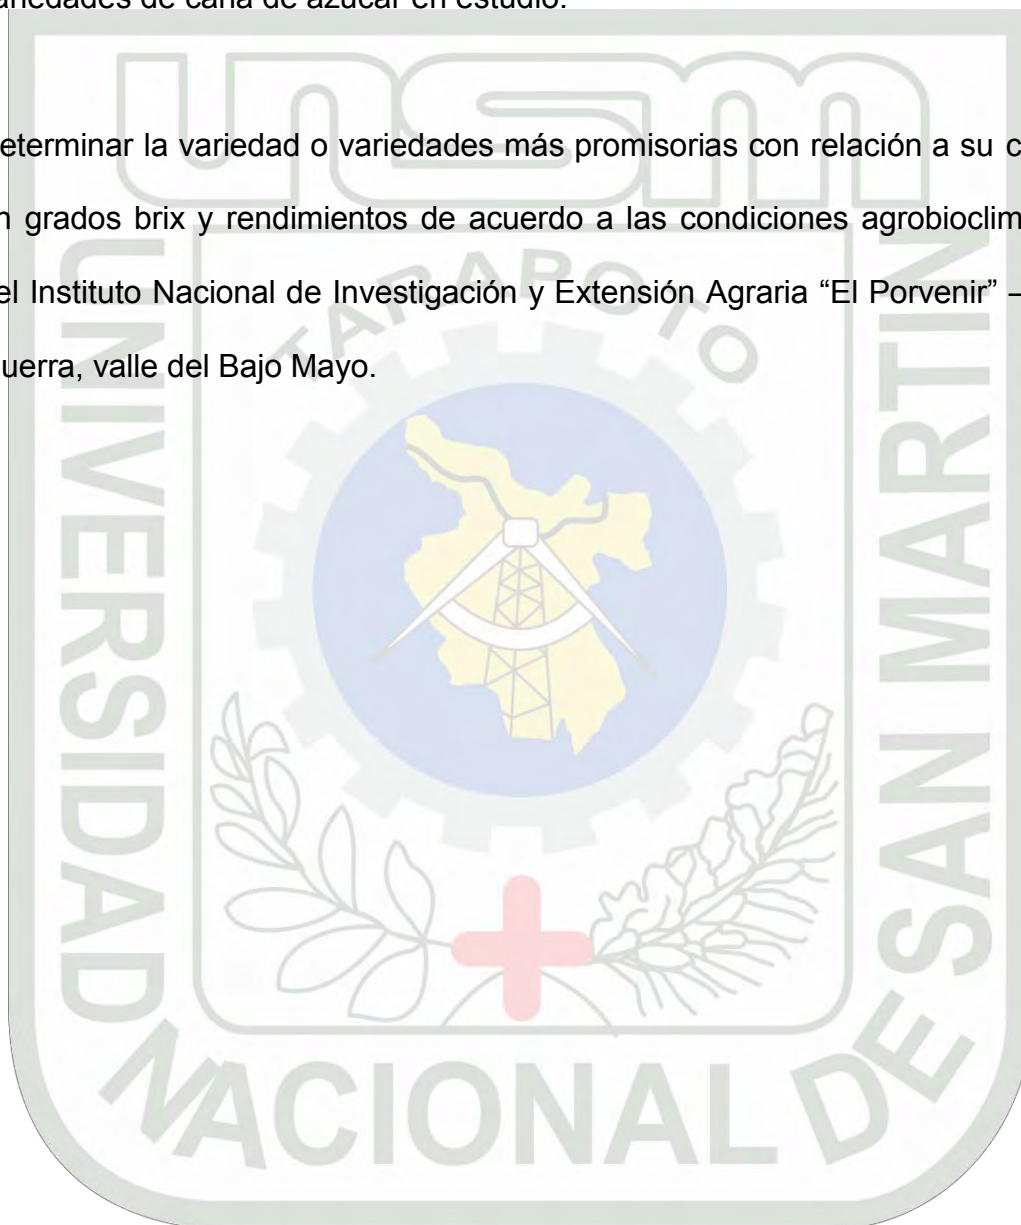 ariedades de caña de azúcar en estudio.
unsm
eterminar la variedad o variedades más promisorias con relación a su c
n grados brix y rendimientos de acuerdo a las condiciones agrobioclim
el Instituto Nacional de Investigación y Extensión Agraria “El Porvenir” –
uerra, valle del Bajo Mayo.
TARAPOTO
UNIVERSIDAD
NACIONAL DE
SAN MARTIN